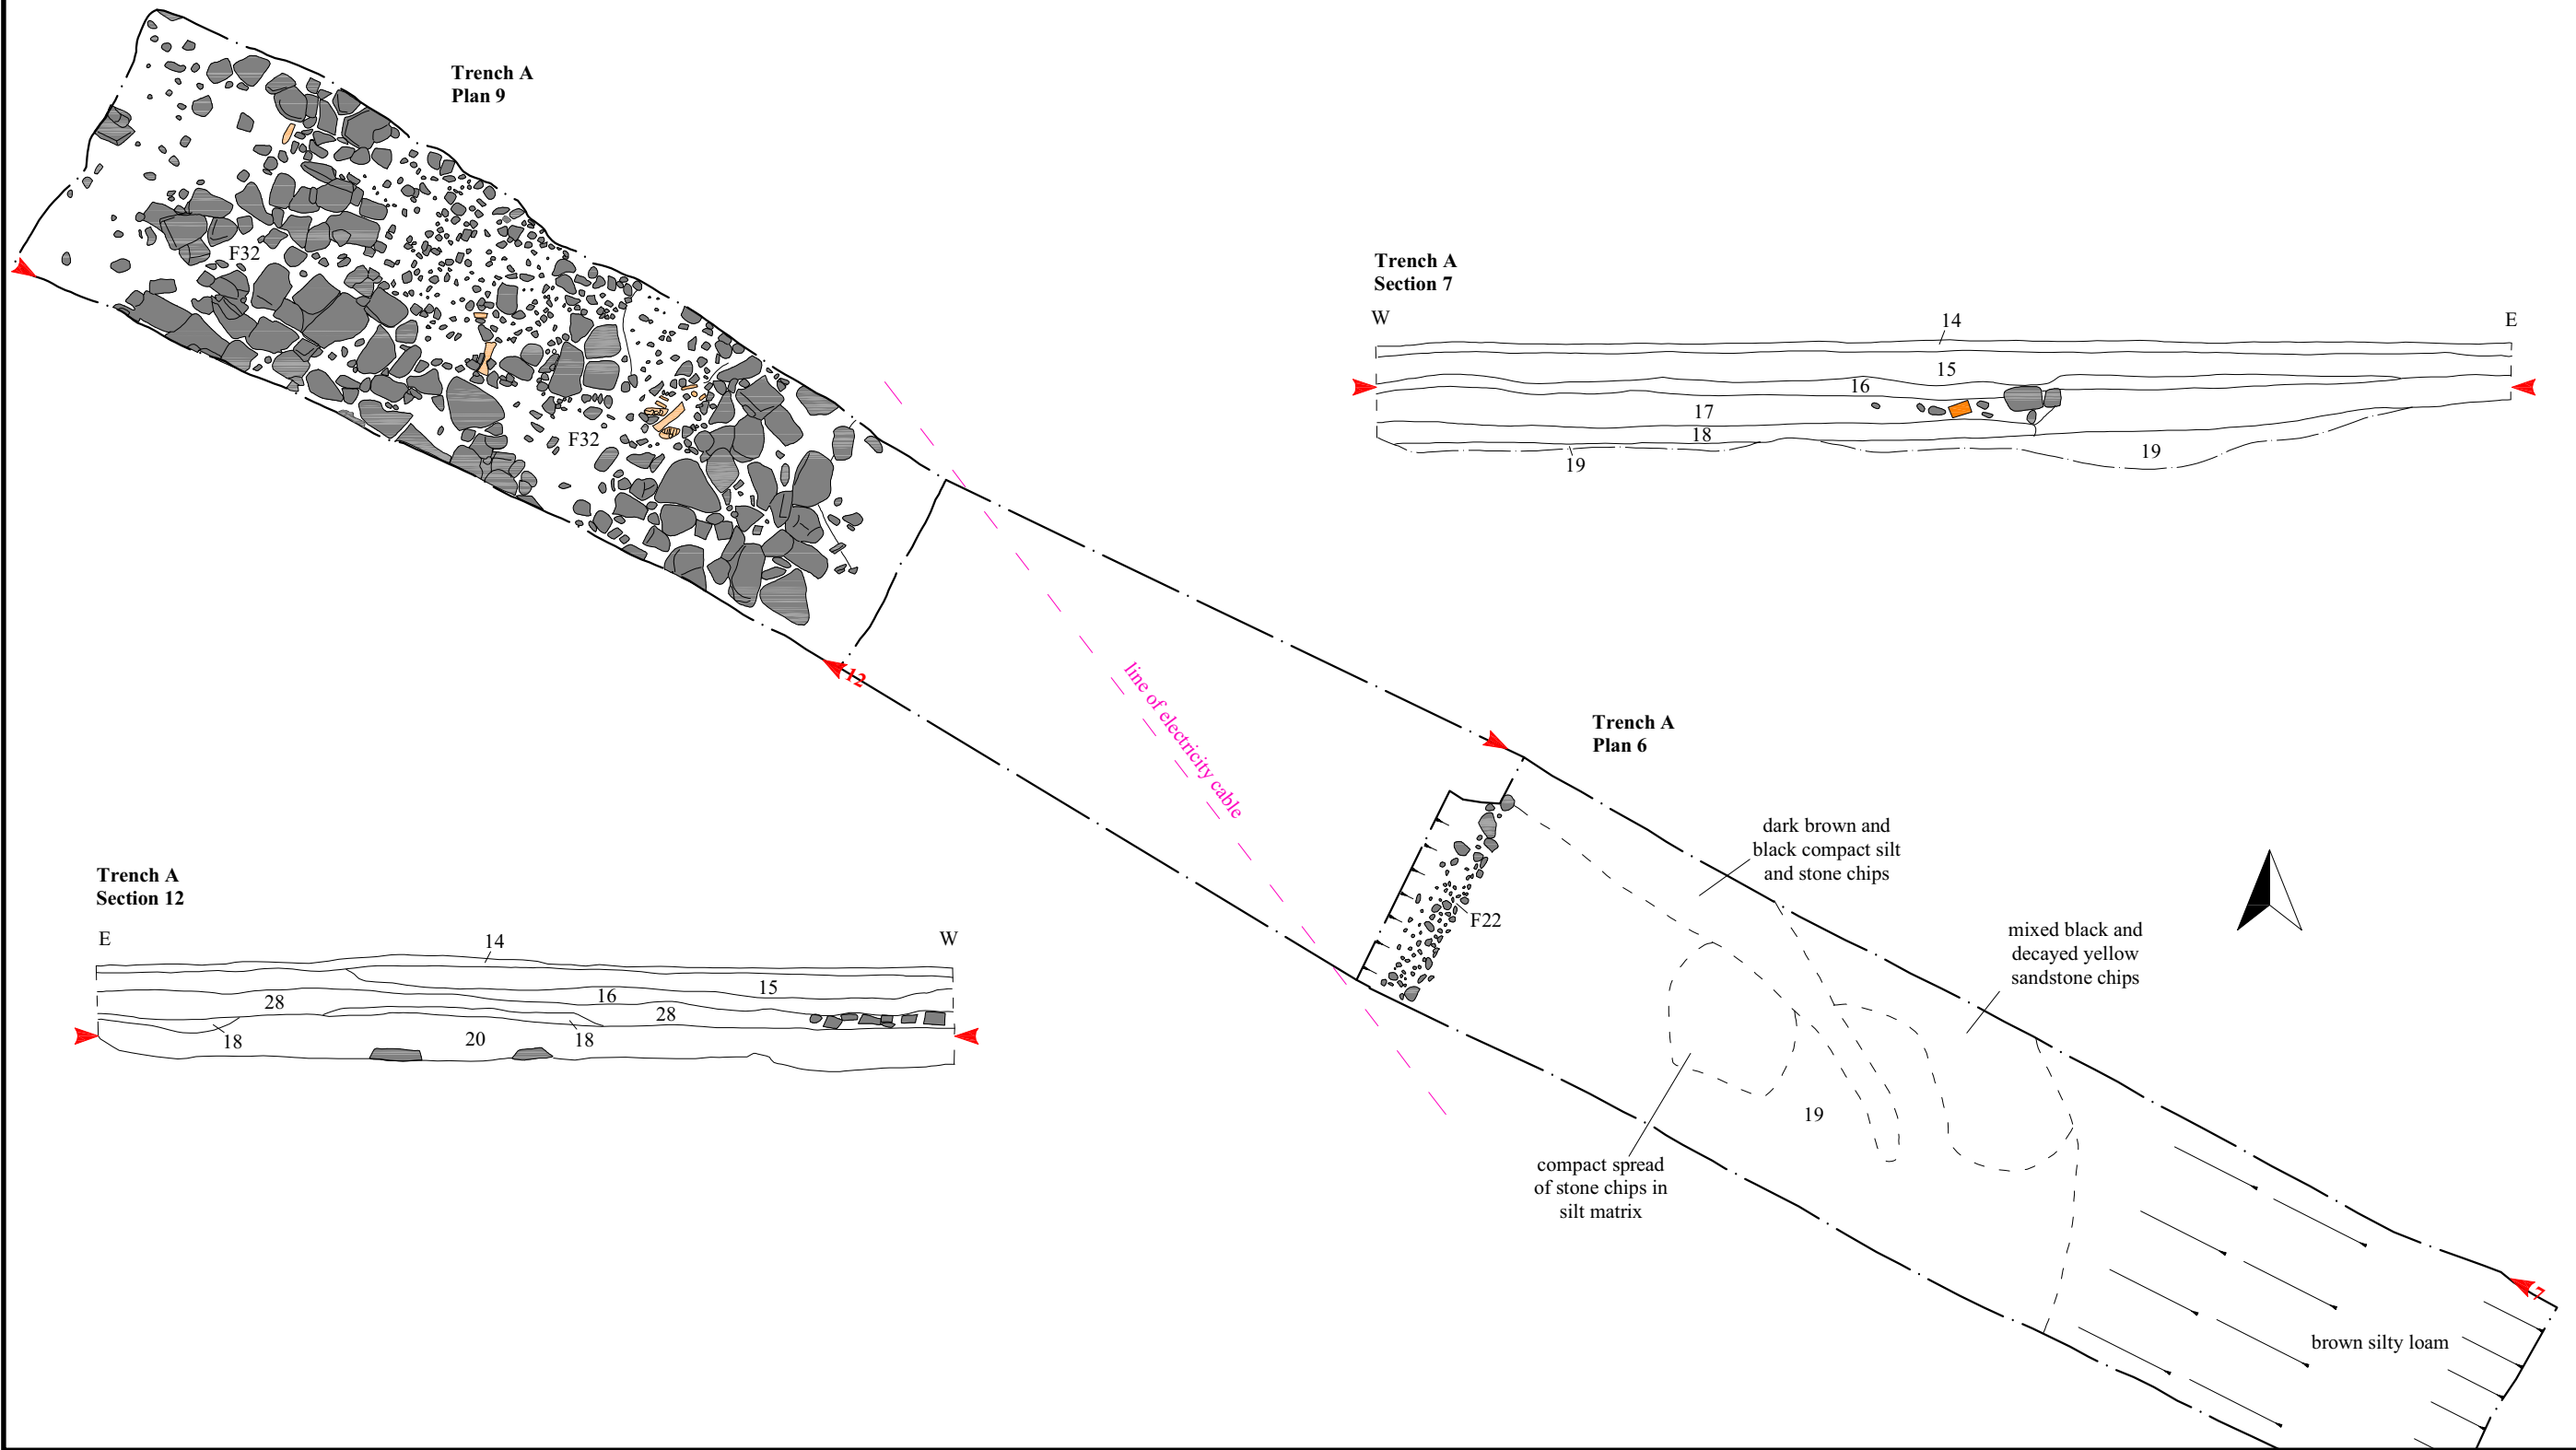 Trench A
Plan 9
F32
F32
12
line of electricity cable
Trench A
Section 7
W
E
14
15
16
17
18
19
19
Trench A
Plan 6
dark brown and
black compact silt
and stone chips
F22
mixed black and
decayed yellow
sandstone chips
19
compact spread
of stone chips in
silt matrix
brown silty loam
7
Trench A
Section 12
E
W
14
15
16
28
28
18
20
18